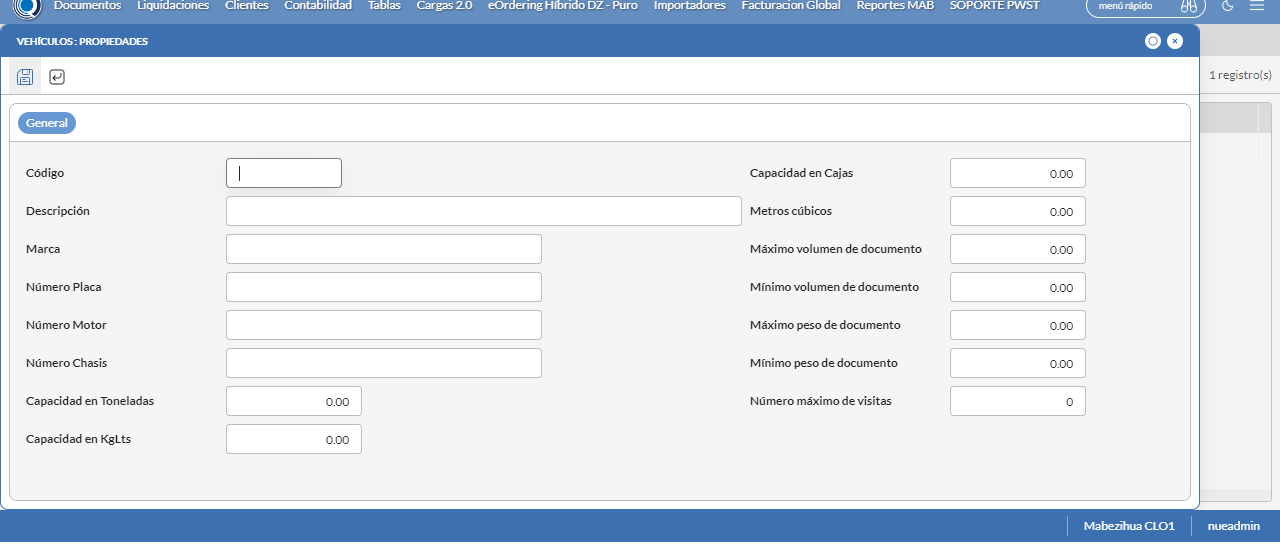 Documentos Liquidaciones Clientes Contabilidad Tablas Cargas 2.0 eOrdering Híbrido DZ - Puro Importadores Facturacion Global Reportes MAB SOPORTE PWST menú rápido
VEHÍCULOS : PROPIEDADES
1 registro(s)
General
Código
Descripción
Marca
Número Placa
Número Motor
Número Chasis
Capacidad en Toneladas 0.00
Capacidad en KgLts 0.00
Capacidad en Cajas 0.00
Metros cúbicos 0.00
Máximo volumen de documento 0.00
Mínimo volumen de documento 0.00
Máximo peso de documento 0.00
Mínimo peso de documento 0.00
Número máximo de visitas 0
Mabezihua CLO1 nueadmin